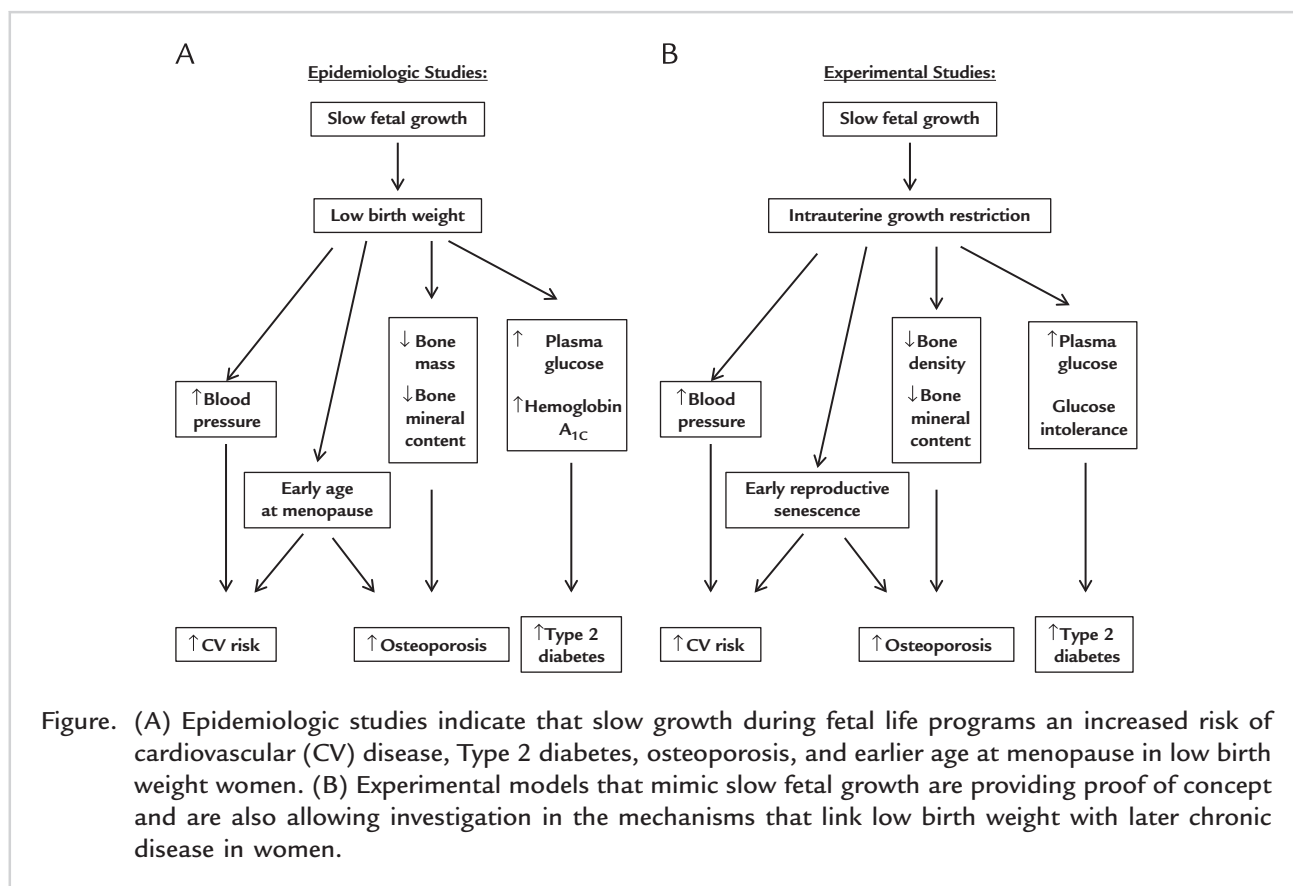 A
Epidemiologic Studies:
Slow fetal growth
Low birth weight
↑Blood
pressure
Early age
at menopause
↓Bone
mass
↓Bone
mineral
content
↑ Plasma
glucose
↑Hemoglobin
A1C
↑CV risk
↑Osteoporosis
↑Type 2
diabetes
B
Experimental Studies:
Slow fetal growth
Intrauterine growth restriction
↑Blood
pressure
Early reproductive
senescence
↓Bone
density
↓Bone
mineral
content
↑Plasma
glucose
Glucose
intolerance
↑CV risk
↑Osteoporosis
↑Type 2
diabetes
Figure. (A) Epidemiologic studies indicate that slow growth during fetal life programs an increased risk of
cardiovascular (CV) disease, Type 2 diabetes, osteoporosis, and earlier age at menopause in low birth
weight women. (B) Experimental models that mimic slow fetal growth are providing proof of concept
and are also allowing investigation in the mechanisms that link low birth weight with later chronic
disease in women.